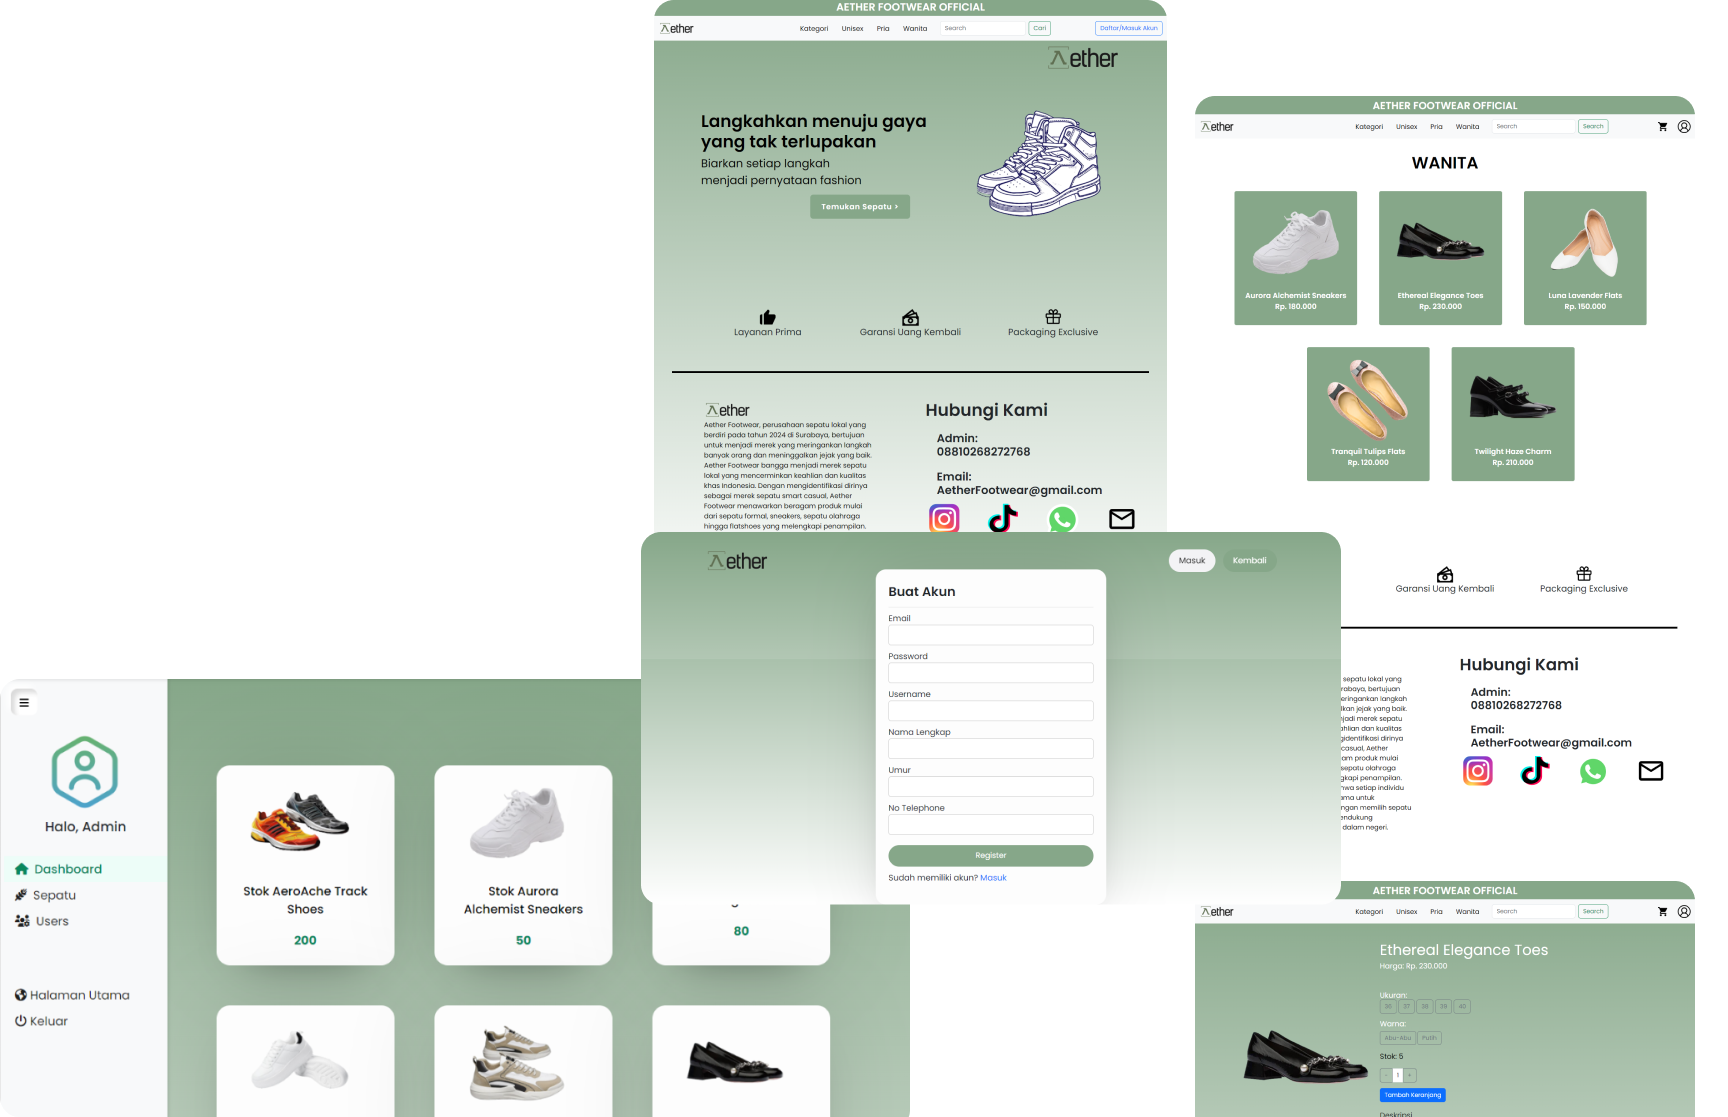 AETHER FOOTWEAR OFFICIAL
Aether
Kategori Unisex Pria Wanita Search Cari Daftar/Masuk Akun
Aether
Langkahkan menuju gaya
yang tak terlupakan
Biarkan setiap langkah
menjadi pernyataan fashion
Temukan Sepatu >
Layanan Prima
Garansi Uang Kembali
Packaging Exclusive
Aether
Aether Footwear, perusahaan sepatu lokal yang
berdiri pada tahun 2024 di Surabaya, bertujuan
untuk menjadi merek yang meringankan langkah
banyak orang dan meninggalkan jejak yang baik.
Aether Footwear bangga menjadi merek sepatu
lokal yang mencerminkan keahlian dan kualitas
khas Indonesia. Dengan mengidentifikasi dirinya
sebagai merek sepatu smart casual, Aether
Footwear menawarkan beragam produk mulai
dari sepatu formal, sneakers, sepatu olahraga
hingga flatshoes yang melengkapi penampilan.
Hubungi Kami
Admin:
08810268272768
Email:
AetherFootwear@gmail.com
AETHER FOOTWEAR OFFICIAL
Aether
Kategori Unisex Pria Wanita Search Search
WANITA
Aurora Alchemist Sneakers
Rp. 180.000
Ethereal Elegance Toes
Rp. 230.000
Luna Lavender Flats
Rp. 150.000
Tranquil Tulips Flats
Rp. 120.000
Twilight Haze Charm
Rp. 210.000
Garansi Uang Kembali
Packaging Exclusive
sepatu lokal yang
rabaya, bertujuan
eringankan langkah
lkan jejak yang baik.
jadi merek sepatu
ahlian dan kualitas
gidentifikasi dirinya
casual, Aether
am produk mulai
sepatu olahraga
gkapi penampilan.
hwa setiap individu
ama untuk
ngan memilih sepatu
endukung
dalam negeri.
Hubungi Kami
Admin:
08810268272768
Email:
AetherFootwear@gmail.com
Aether
Masuk Kembali
Buat Akun
Email
Password
Username
Nama Lengkap
Umur
No Telephone
Register
Sudah memiliki akun? Masuk
Halo, Admin
Dashboard
Sepatu
Users
Halaman Utama
Keluar
Stok AeroAche Track
Shoes
200
Stok Aurora
Alchemist Sneakers
50
80
AETHER FOOTWEAR OFFICIAL
Aether
Kategori Unisex Pria Wanita Search Search
Ethereal Elegance Toes
Harga: Rp. 230.000
Ukuran:
36 37 38 39 40
Warna:
Abu-Abu Putih
Stok: 5
- 1 +
Tambah Keranjang
Deskripsi